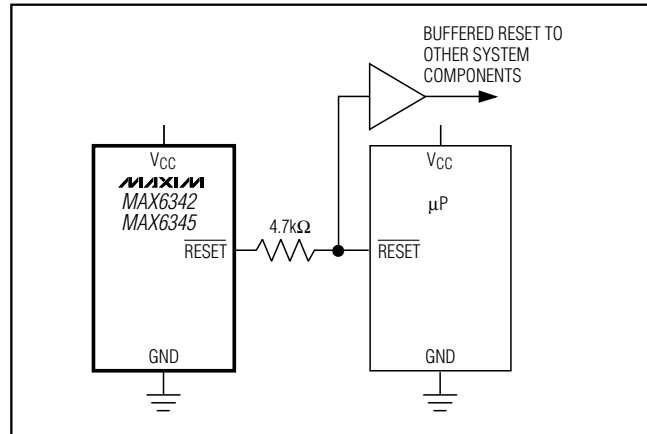 BUFFERED RESET TO
OTHER SYSTEM
COMPONENTS
VCC
MAXIM
MAX6342
MAX6345
RESET
GND
4.7kΩ
VCC
μP
RESET
GND